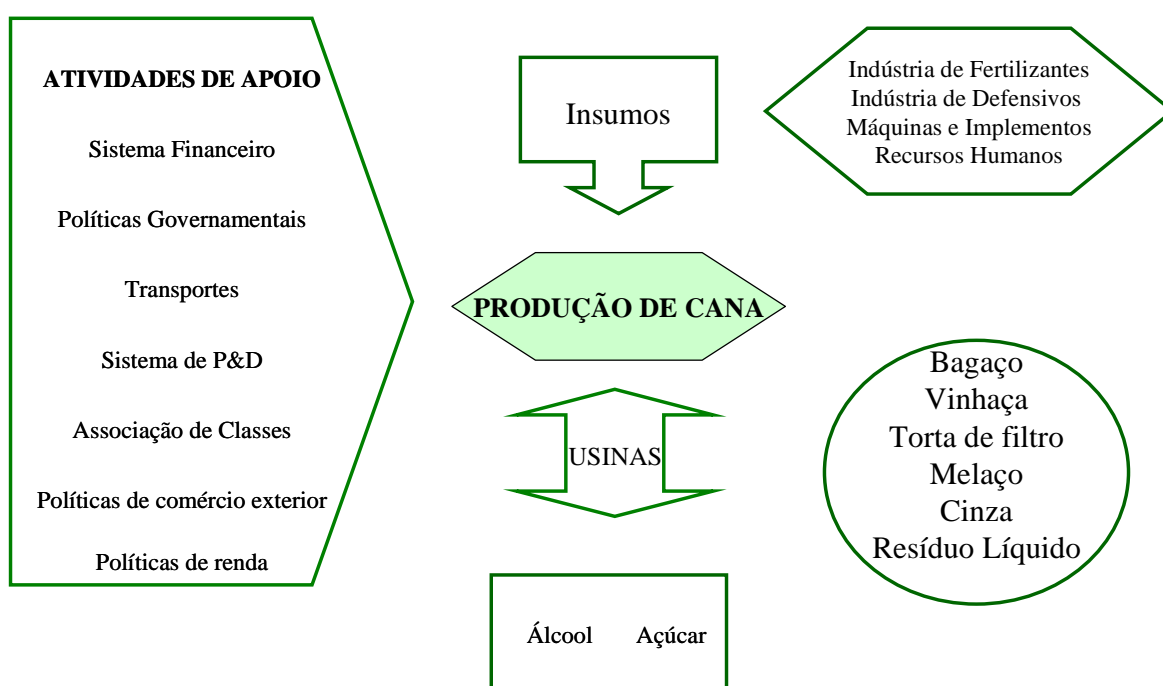 ATIVIDADES DE APOIO
Sistema Financeiro
Políticas Governamentais
Transportes
Sistema de P&D
Associação de Classes
Políticas de comércio exterior
Políticas de renda
Insumos
Indústria de Fertilizantes
Indústria de Defensivos
Máquinas e Implementos
Recursos Humanos
PRODUÇÃO DE CANA
USINAS
Bagaço
Vinhaça
Torta de filtro
Melaço
Cinza
Resíduo Líquido
Álcool Açúcar